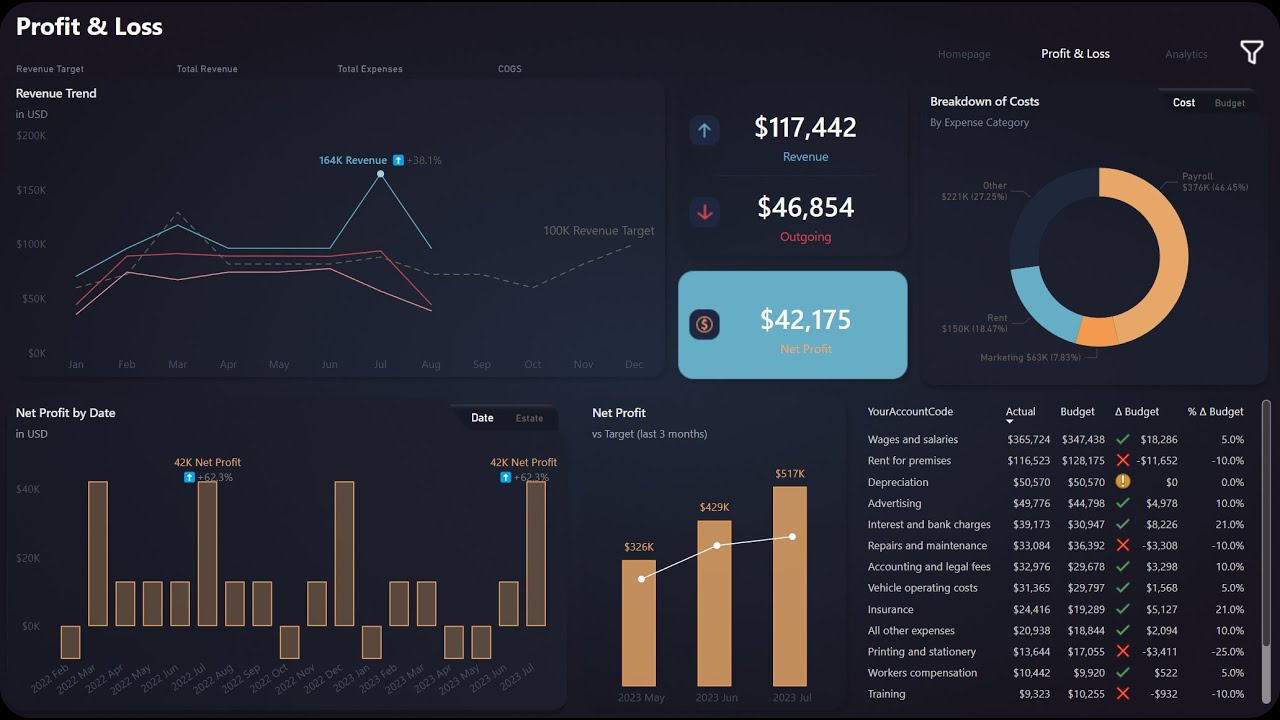 Profit & Loss
Homepage Profit & Loss Analytics
Revenue Target Total Revenue Total Expenses COGS
Revenue Trend
in USD
$200K
$150K
$100K
$50K
$0K
164K Revenue +38.1%
100K Revenue Target
Jan Feb Mar Apr May Jun Jul Aug Sep Oct Nov Dec
$117,442
Revenue
$46,854
Outgoing
$42,175
Net Profit
Breakdown of Costs
By Expense Category
Cost Budget
Other
$221K (27.25%)
Payroll
$376K (46.45%)
Rent
$150K (18.47%)
Marketing $63K (7.83%)
Net Profit by Date
in USD
Date Estate
42K Net Profit
+62.3%
42K Net Profit
+62.3%
$40K
$20K
$0K
2022 Feb 2022 Mar 2022 Apr 2022 May 2022 Jun 2022 Jul 2022 Aug 2022 Sep 2022 Oct 2022 Nov 2022 Dec 2023 Jan 2023 Feb 2023 Mar 2023 Apr 2023 May 2023 Jun 2023 Jul
Net Profit
vs Target (last 3 months)
$326K
$429K
$517K
2023 May 2023 Jun 2023 Jul
YourAccountCode Actual Budget Δ Budget % Δ Budget
Wages and salaries $365,724 $347,438 $18,286 5.0%
Rent for premises $116,523 $128,175 -$11,652 -10.0%
Depreciation $50,570 $50,570 $0 0.0%
Advertising $49,776 $44,798 $4,978 10.0%
Interest and bank charges $39,173 $30,947 $8,226 21.0%
Repairs and maintenance $33,084 $36,392 -$3,308 -10.0%
Accounting and legal fees $32,976 $29,678 $3,298 10.0%
Vehicle operating costs $31,365 $29,797 $1,568 5.0%
Insurance $24,416 $19,289 $5,127 21.0%
All other expenses $20,938 $18,844 $2,094 10.0%
Printing and stationery $13,644 $17,055 -$3,411 -25.0%
Workers compensation $10,442 $9,920 $522 5.0%
Training $9,323 $10,255 -$932 -10.0%